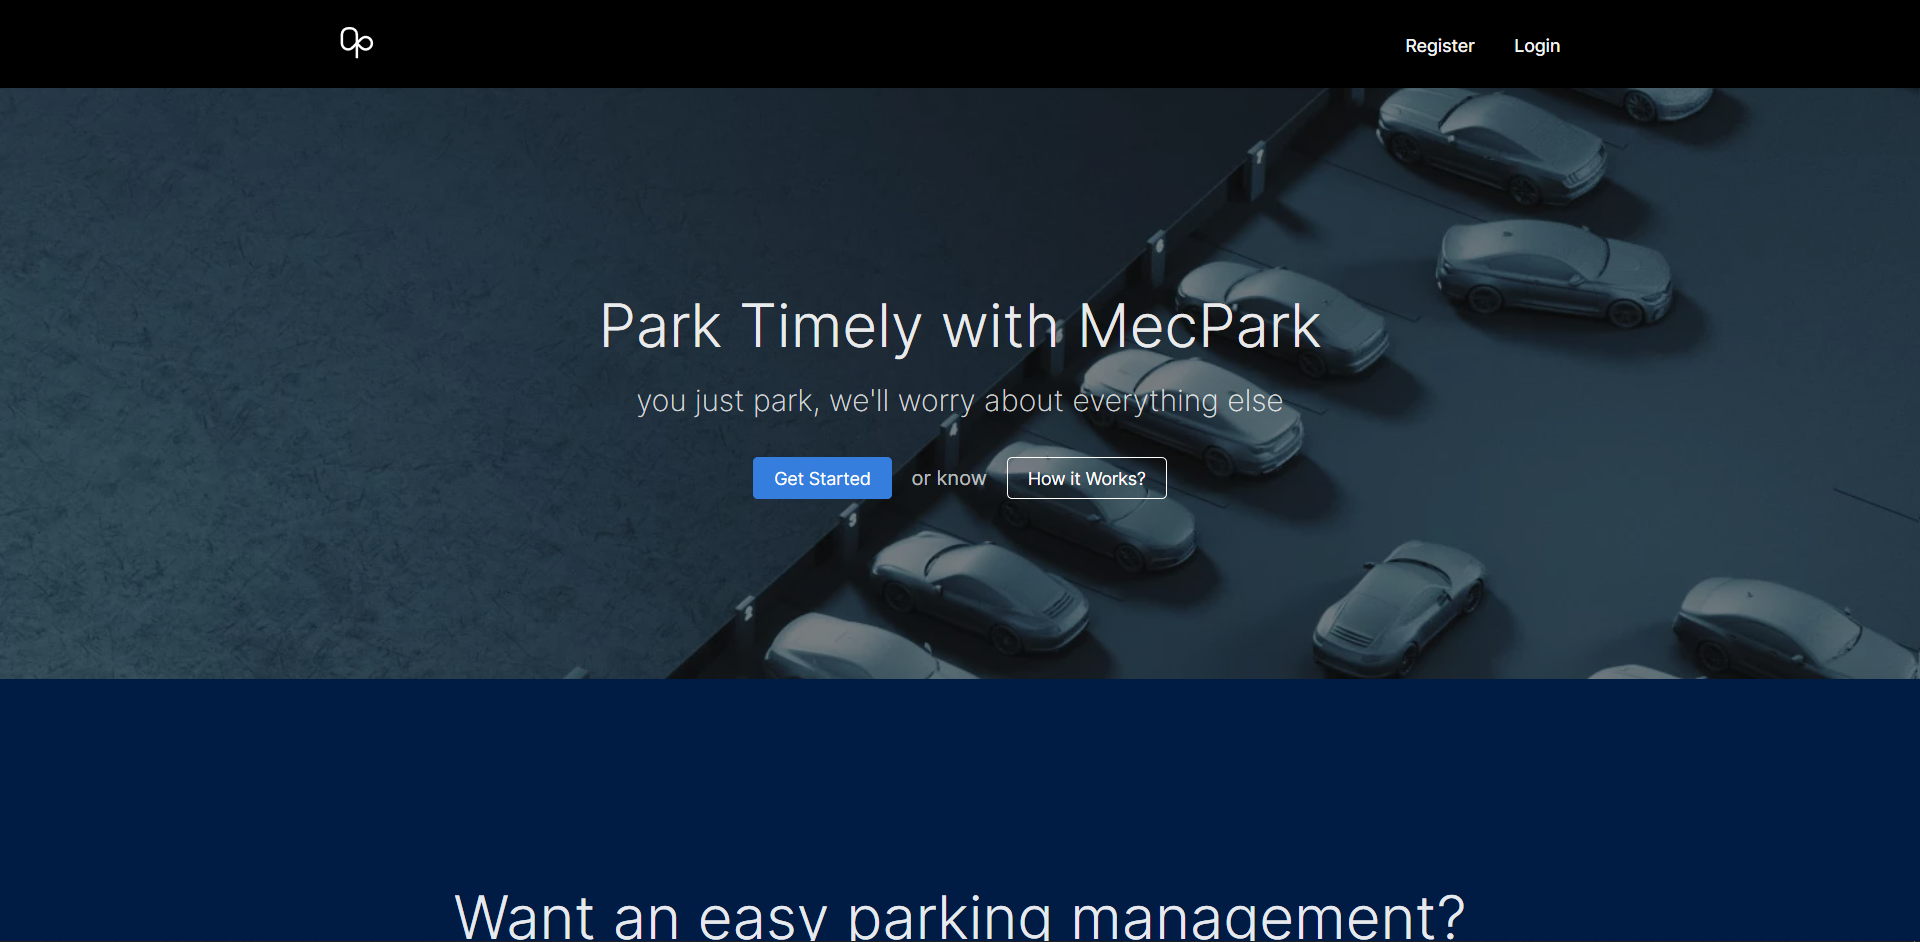 Op
Register Login
Park Timely with MecPark
you just park, we'll worry about everything else
Get Started or know How it Works?
Want an easy parking management?